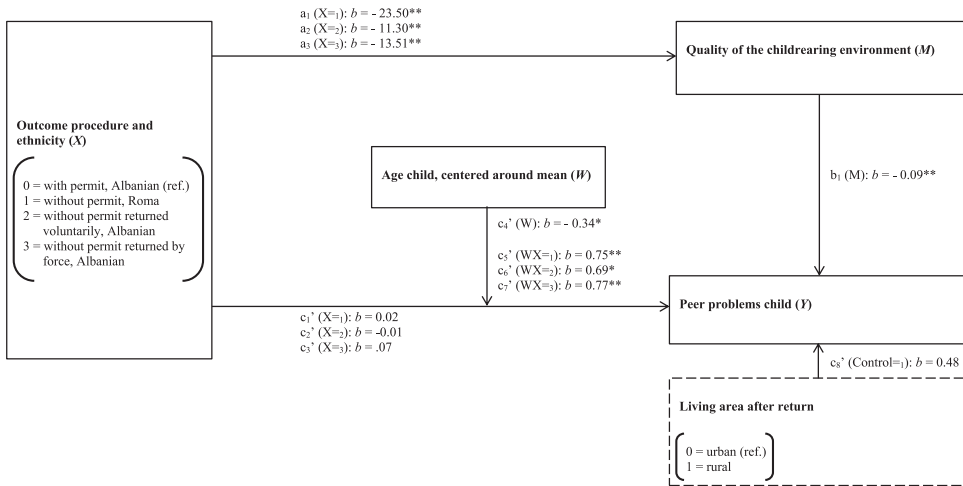 a₁ (X=₁): b = - 23.50**
a₂ (X=₂): b = - 11.30**
a₃ (X=₃): b = - 13.51**
Quality of the childrearing environment (M)
Outcome procedure and
ethnicity (X)
0 = with permit, Albanian (ref.)
1 = without permit, Roma
2 = without permit returned
voluntarily, Albanian
3 = without permit returned by
force, Albanian
Age child, centered around mean (W)
b₁ (M): b = - 0.09**
c₄’ (W): b = - 0.34*
c₅’ (WX=₁): b = 0.75**
c₆’ (WX=₂): b = 0.69*
c₇’ (WX=₃): b = 0.77**
Peer problems child (Y)
c₁’ (X=₁): b = 0.02
c₂’ (X=₂): b = -0.01
c₃’ (X=₃): b = .07
c₈’ (Control=₁): b = 0.48
Living area after return
0 = urban (ref.)
1 = rural